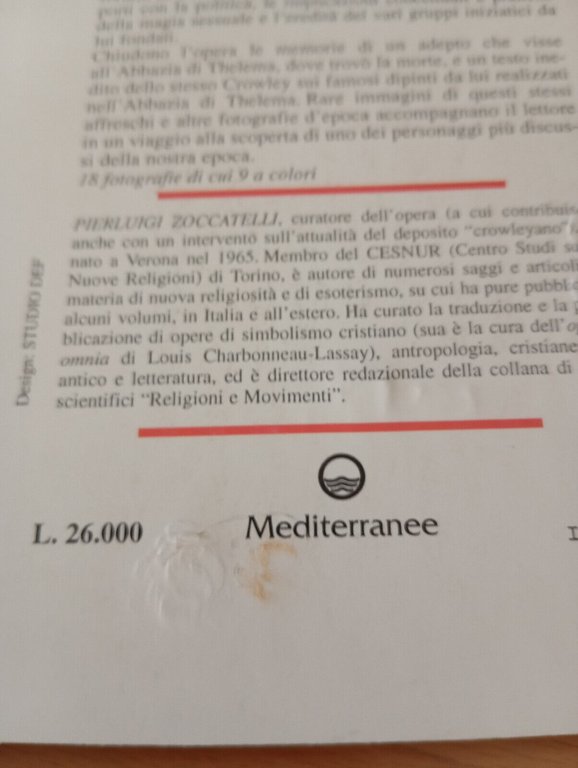 della magia sessuale e l'eredità dei vari gruppi iniziatici da
lui fondati.
Chiudono l'opera le memorie di un adepto che visse
all'Abbazia di Thelema, dove trovò la morte, e un testo ine-
dito dello stesso Crowley sui famosi dipinti da lui realizzati
nell'Abbazia di Thelema. Rare immagini di questi stessi
affreschi e altre fotografie d'epoca accompagnano il lettore
in un viaggio alla scoperta di uno dei personaggi più discus-
si della nostra epoca.
18 fotografie di cui 9 a colori
PIERLUIGI ZOCCATELLI, curatore dell'opera (a cui contribuis
anche con un intervento sull'attualità del deposito "crowleyano")
nato a Verona nel 1965. Membro del CESNUR (Centro Studi su
Nuove Religioni) di Torino, è autore di numerosi saggi e articoli
materia di nuova religiosità e di esoterismo, su cui ha pure pubbl
alcuni volumi, in Italia e all'estero. Ha curato la traduzione e la
blicazione di opere di simbolismo cristiano (sua è la cura dell'o
omnia di Louis Charbonneau-Lassay), antropologia, cristiane
antico e letteratura, ed è direttore redazionale della collana di
scientifici "Religioni e Movimenti".
Design: STUDIO DEF
L. 26.000
Mediterranee